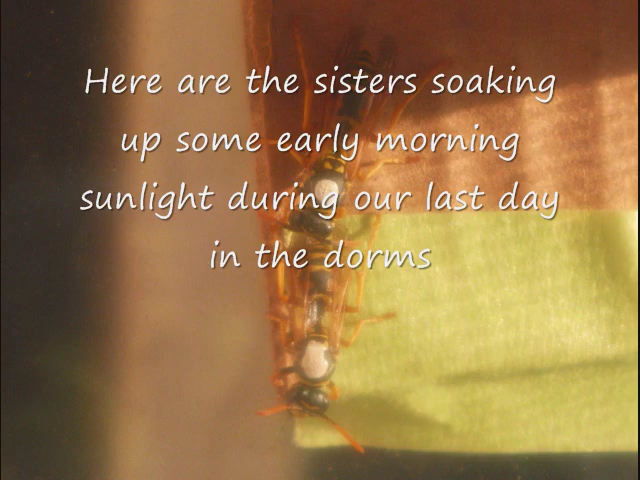 Here are the sisters soaking
up some early morning
sunlight during our last day
in the dorms